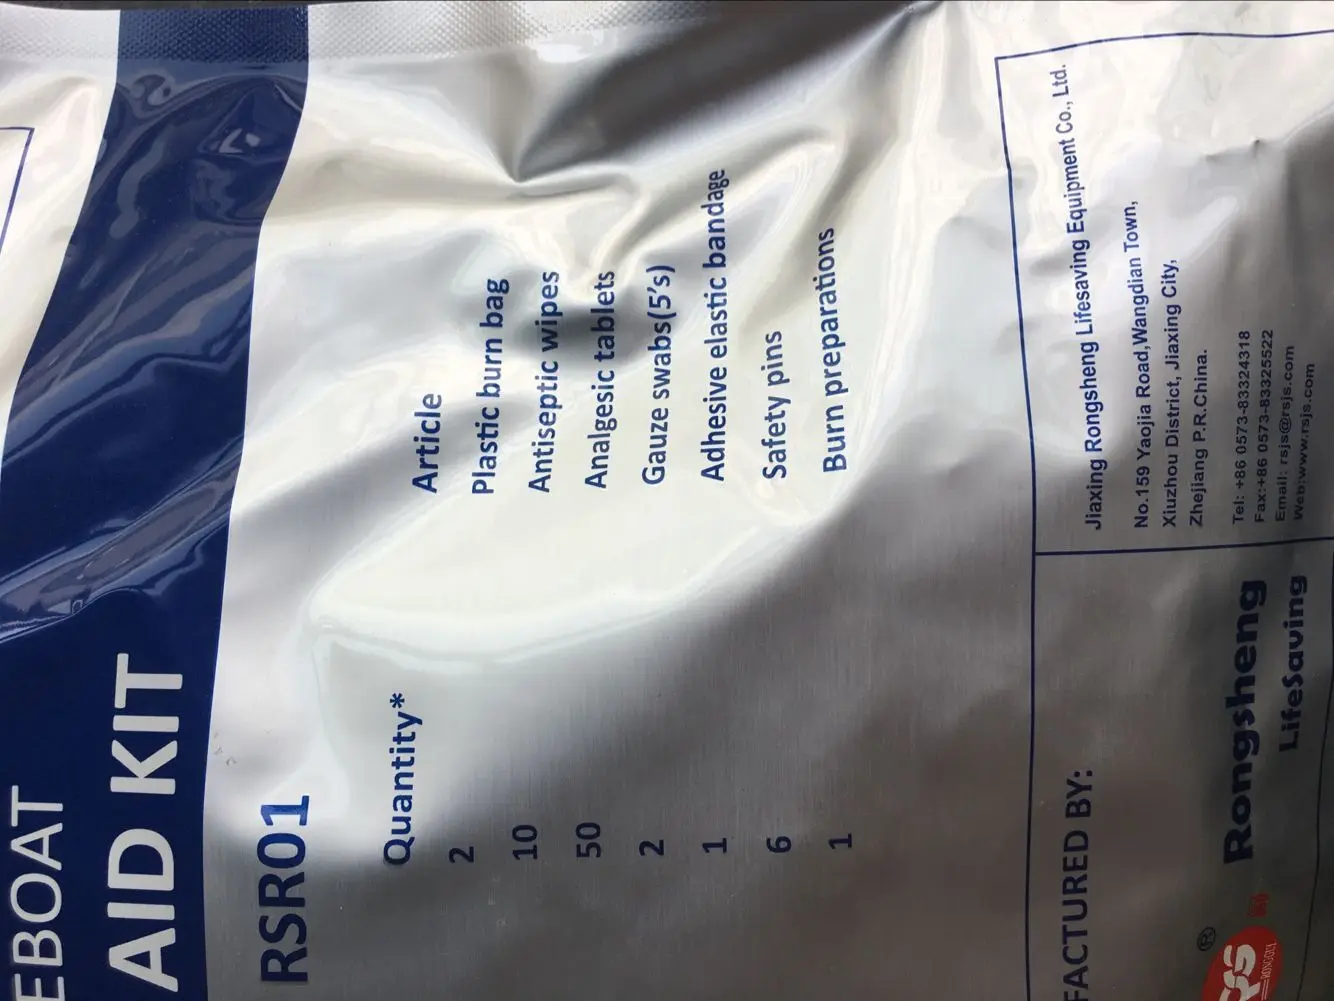 EBOAT
AID KIT
RSR01
Quantity* Article
2 Plastic burn bag
10 Antiseptic wipes
50 Analgesic tablets
2 Gauze swabs(5's)
1 Adhesive elastic bandage
6 Safety pins
1 Burn preparations
FACTURED BY:
Jiaxing Rongsheng Lifesaving Equipment Co., Ltd.
No.159 Yaojia Road,Wangdian Town,
Xiuzhou District, Jiaxing City,
Zhejiang P.R.China.
Tel: +86 0573-83324318
Fax:+86 0573-83325522
Email: rsjs@rsjs.com
Web:www.rsjs.com
RS
®
Rongsheng
LifeSaving